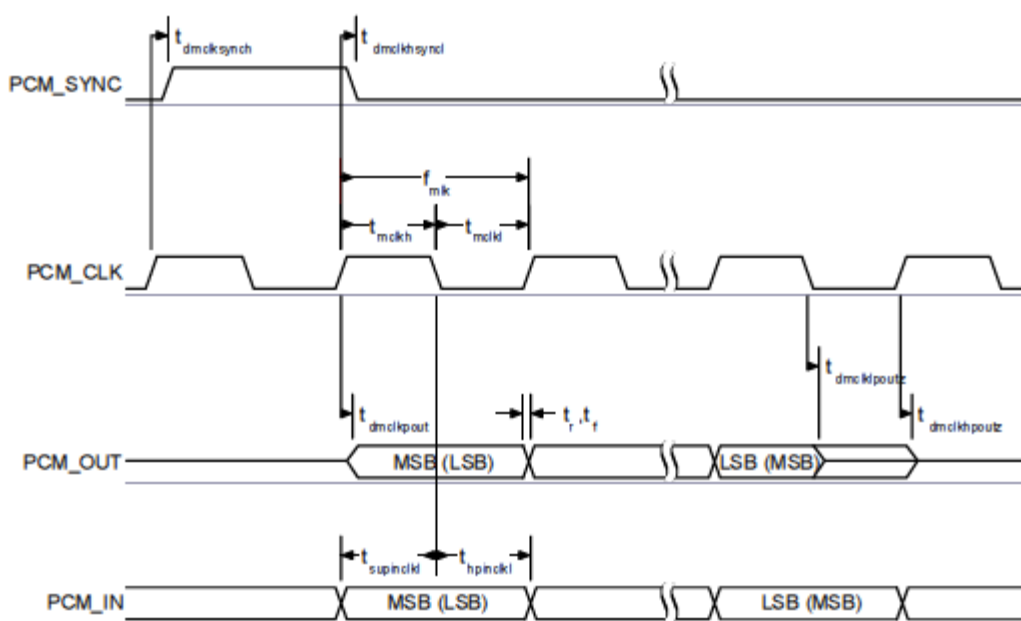 t dmclksynch
t dmclkhsyncl
PCM_SYNC
f mlk
t mclkh
t mclkl
PCM_CLK
t dmclklpoutz
t dmclkpout
t r ,t f
t dmclkhpoutz
PCM_OUT
MSB (LSB)
LSB (MSB)
t supinclkl
t hpinclkl
PCM_IN
MSB (LSB)
LSB (MSB)